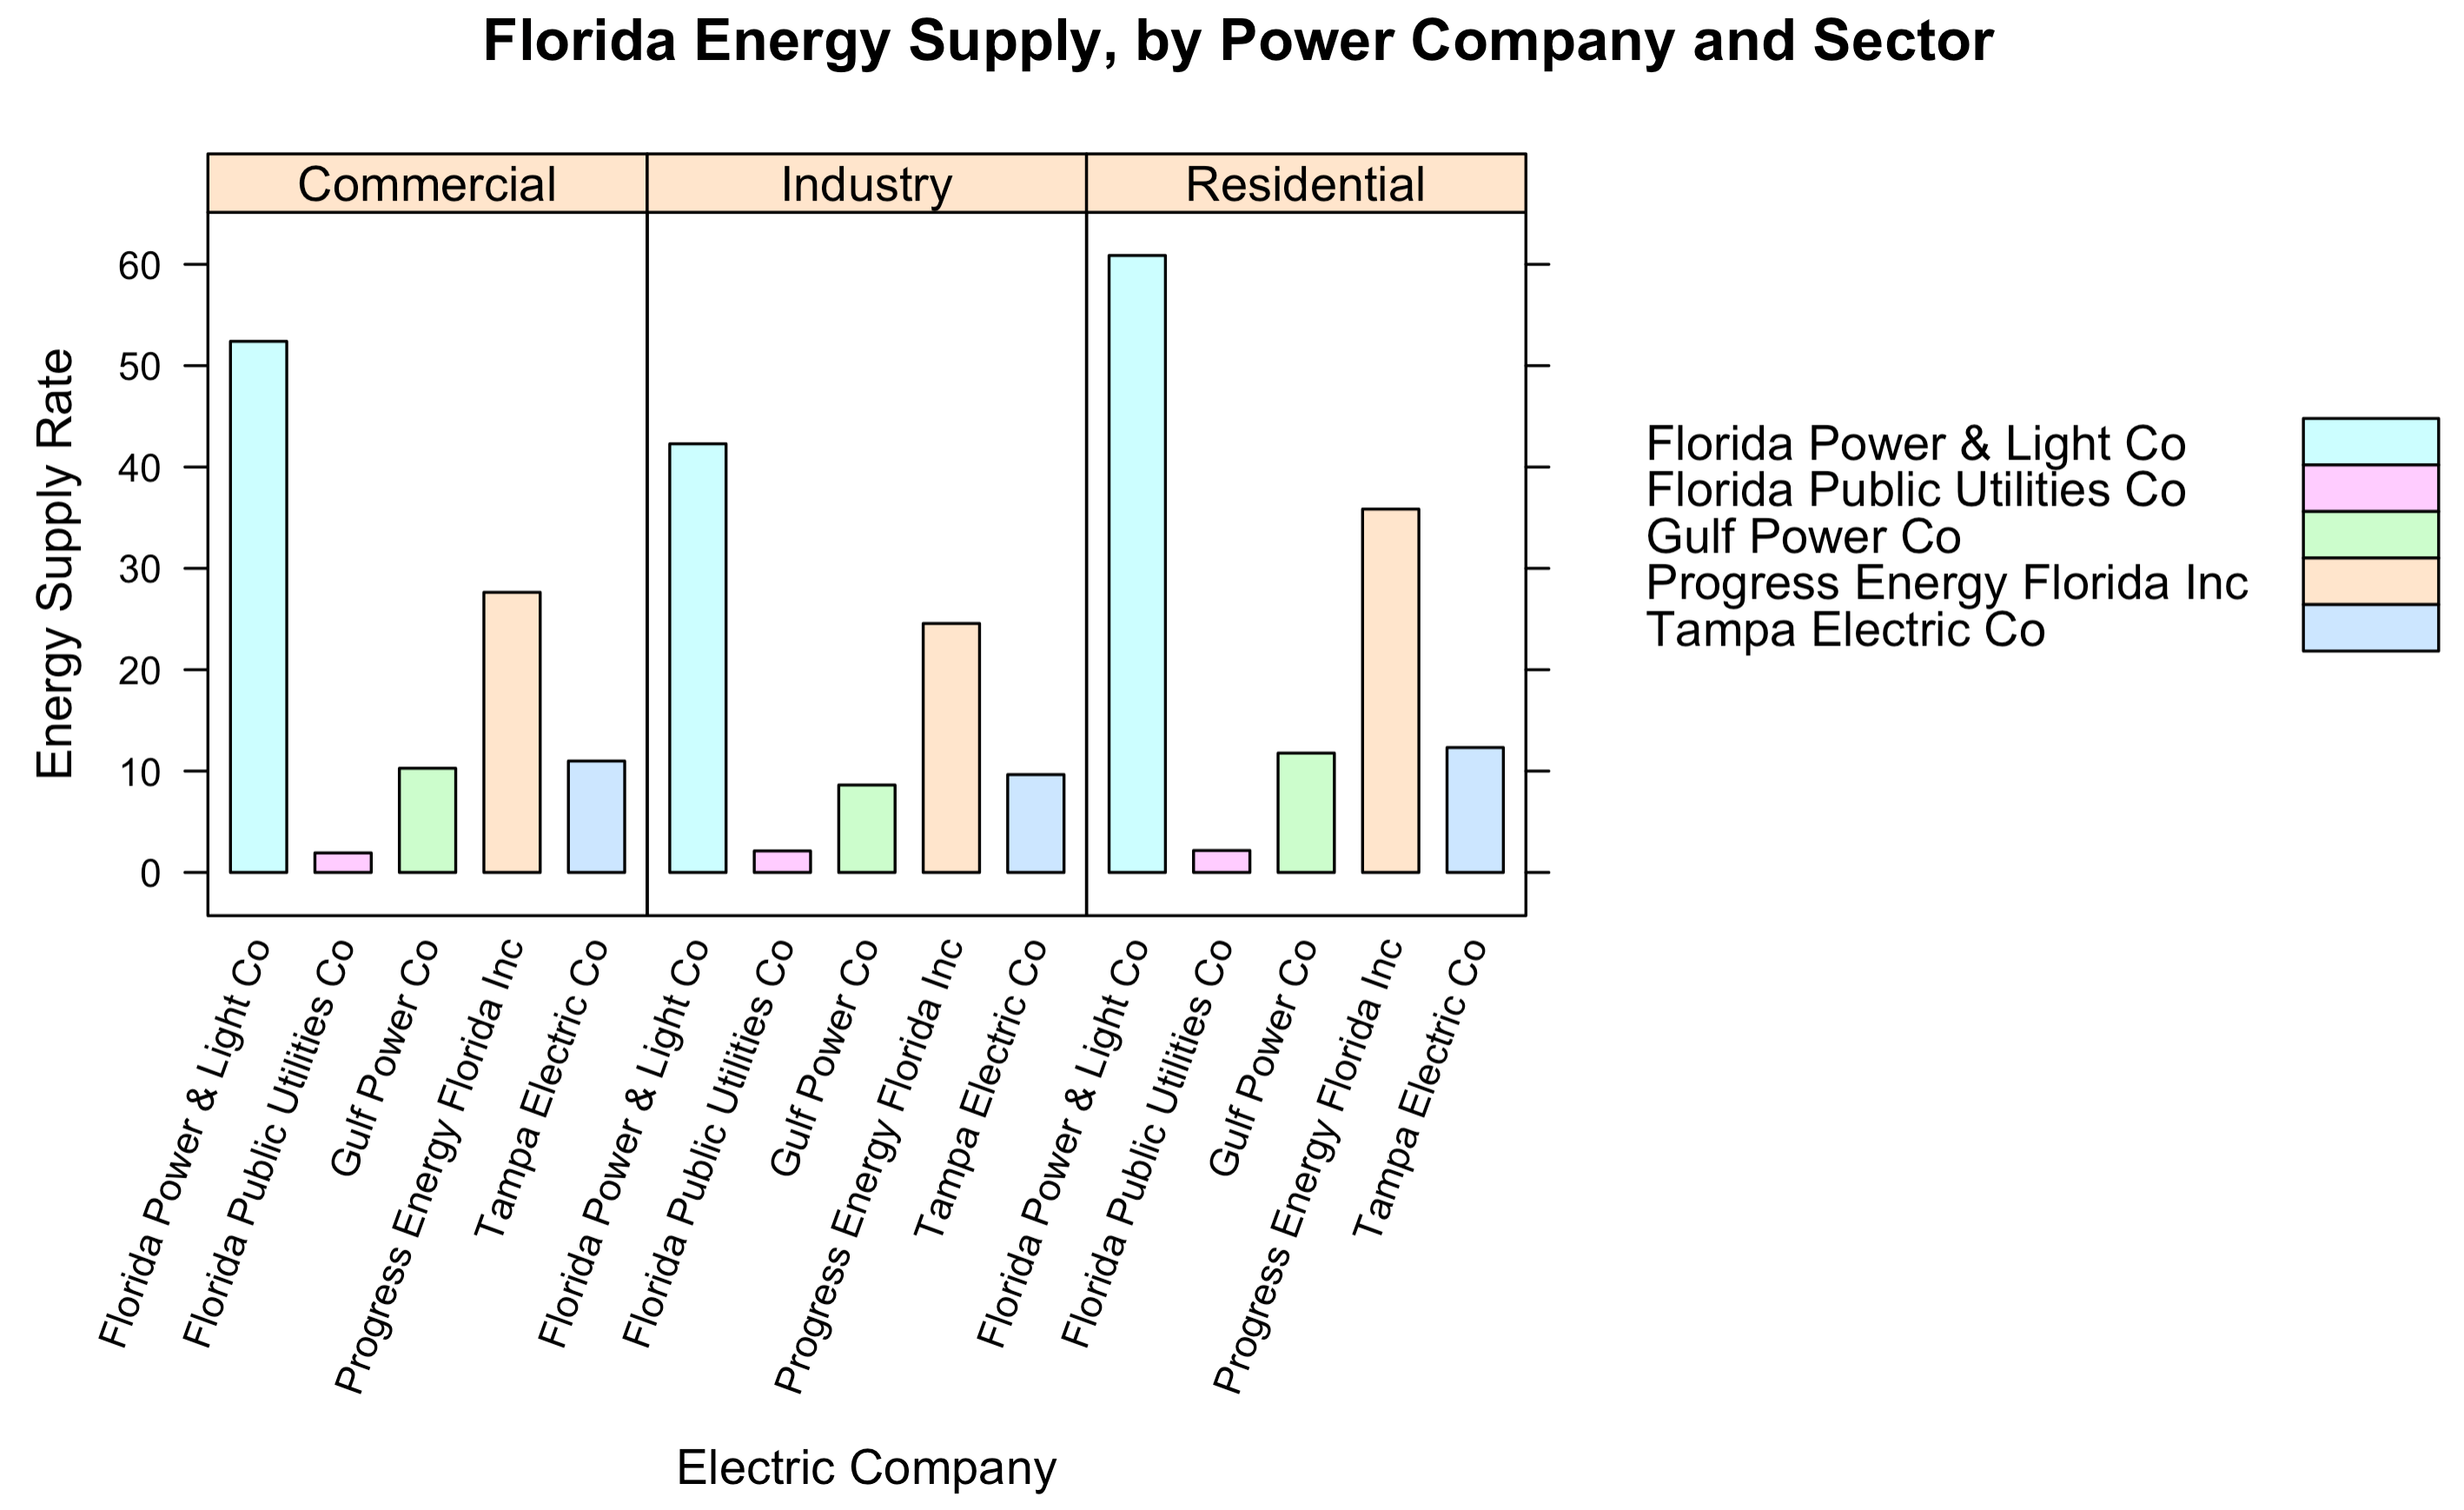 Florida Energy Supply, by Power Company and Sector
Commercial
Industry
Residential
Energy Supply Rate
60
50
40
30
20
10
0
Florida Power & Light Co
Florida Public Utilities Co
Gulf Power Co
Progress Energy Florida Inc
Tampa Electric Co
Florida Power & Light Co
Florida Public Utilities Co
Gulf Power Co
Progress Energy Florida Inc
Tampa Electric Co
Florida Power & Light Co
Florida Public Utilities Co
Gulf Power Co
Progress Energy Florida Inc
Tampa Electric Co
Electric Company
Florida Power & Light Co
Florida Public Utilities Co
Gulf Power Co
Progress Energy Florida Inc
Tampa Electric Co